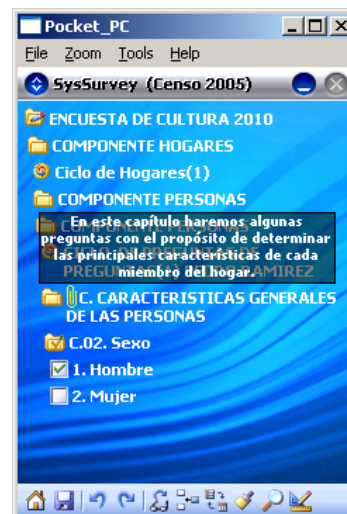 Pocket_PC
File Zoom Tools Help
SysSurvey (Censo 2005)
ENCUESTA DE CULTURA 2010
COMPONENTE HOGARES
Ciclo de Hogares(1)
COMPONENTE PERSONAS
En este capítulo haremos algunas
preguntas con el propósito de determinar
las principales características de cada
miembro del hogar.
PREGUNTAS RAMIREZ
C. CARACTERISTICAS GENERALES
DE LAS PERSONAS
C.02. Sexo
1. Hombre
2. Mujer